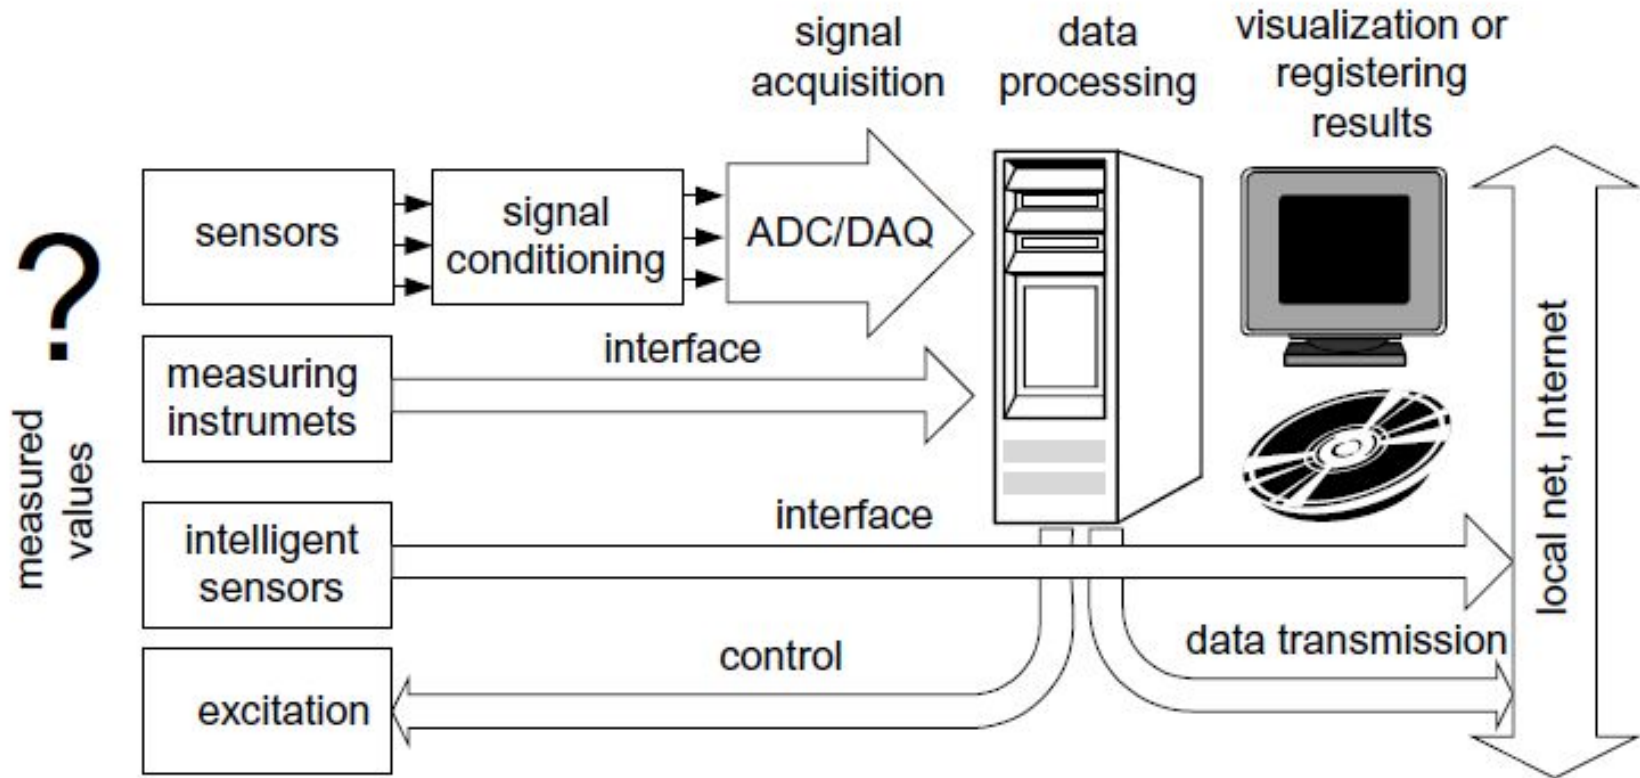 signal
acquisition
data
processing
visualization or
registering
results
sensors
signal
conditioning
ADC/DAQ
?
measured
values
measuring
instrumets
interface
intelligent
sensors
interface
excitation
control
data transmission
local net, Internet